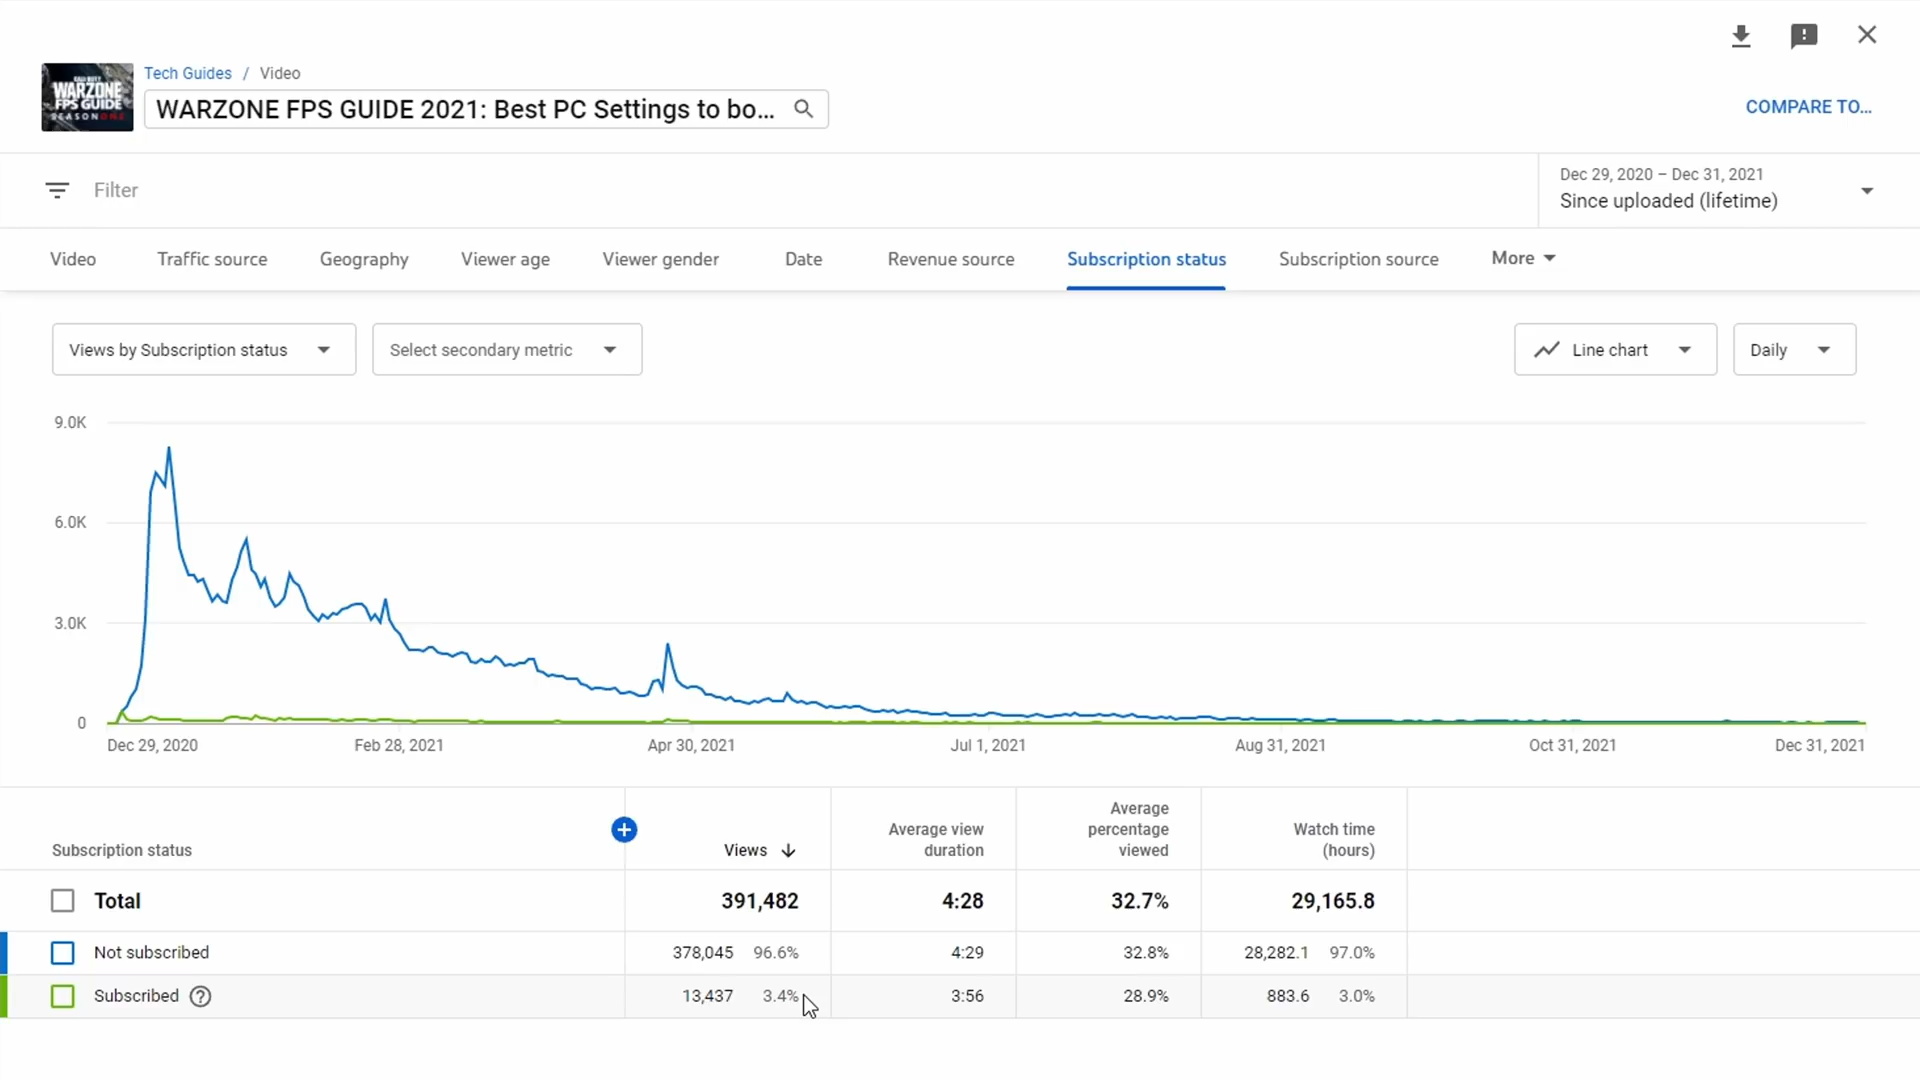 CALL OF DUTY
WARZONE
FPS GUIDE
SEASON ONE
Tech Guides / Video
WARZONE FPS GUIDE 2021: Best PC Settings to bo...
COMPARE TO...
Filter
Dec 29, 2020 – Dec 31, 2021
Since uploaded (lifetime)
Video Traffic source Geography Viewer age Viewer gender Date Revenue source Subscription status Subscription source More
Views by Subscription status Select secondary metric Line chart Daily
9.0K
6.0K
3.0K
0
Dec 29, 2020 Feb 28, 2021 Apr 30, 2021 Jul 1, 2021 Aug 31, 2021 Oct 31, 2021 Dec 31, 2021
Subscription status Views Average view duration Average percentage viewed Watch time (hours)
Total 391,482 4:28 32.7% 29,165.8
Not subscribed 378,045 96.6% 4:29 32.8% 28,282.1 97.0%
Subscribed 13,437 3.4% 3:56 28.9% 883.6 3.0%